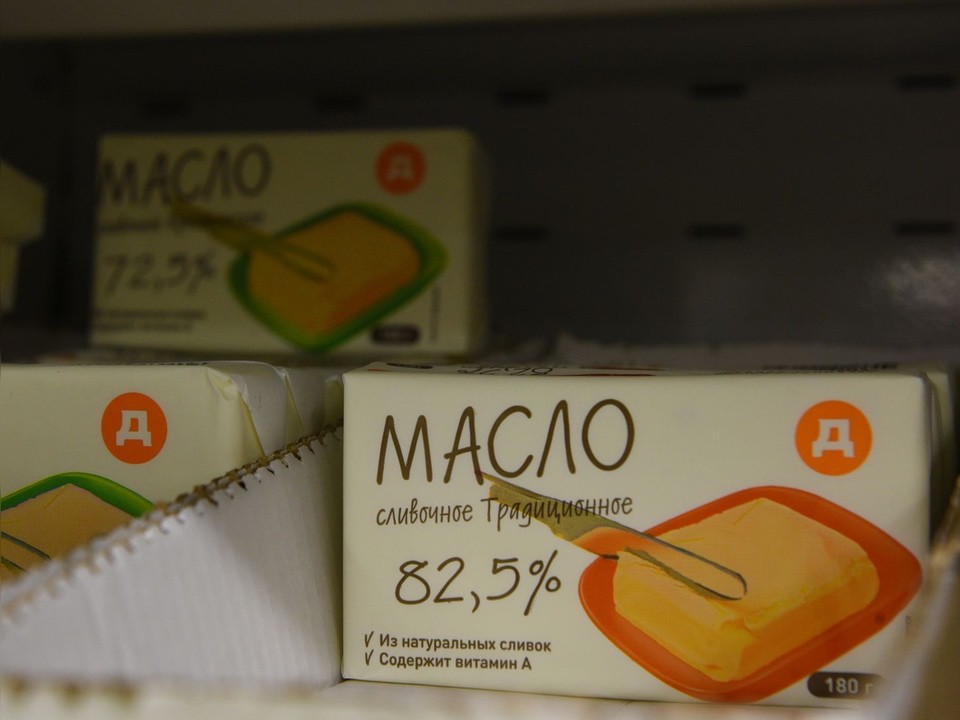 МАСЛО
Д
72,5%
Д
МАСЛО
Д
сливочное Традиционное
82,5%
Из натуральных сливок
Содержит витамин А
180 г